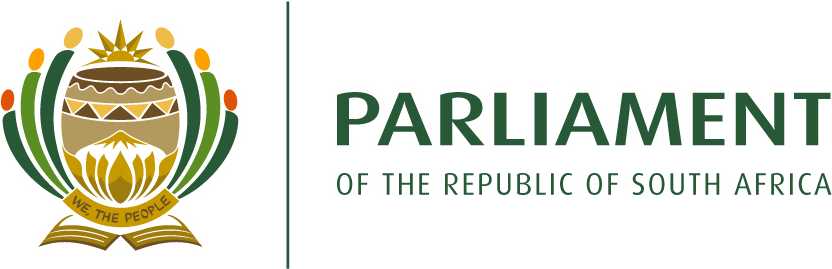 WE, THE PEOPLE
PARLIAMENT
OF THE REPUBLIC OF SOUTH AFRICA